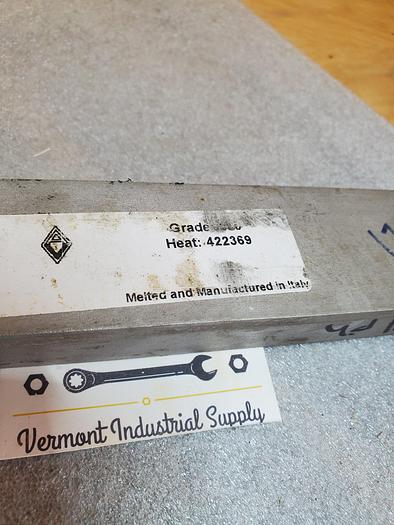 Grade
Heat: 422369
Melted and Manufactured in Italy
Vermont Industrial Supply